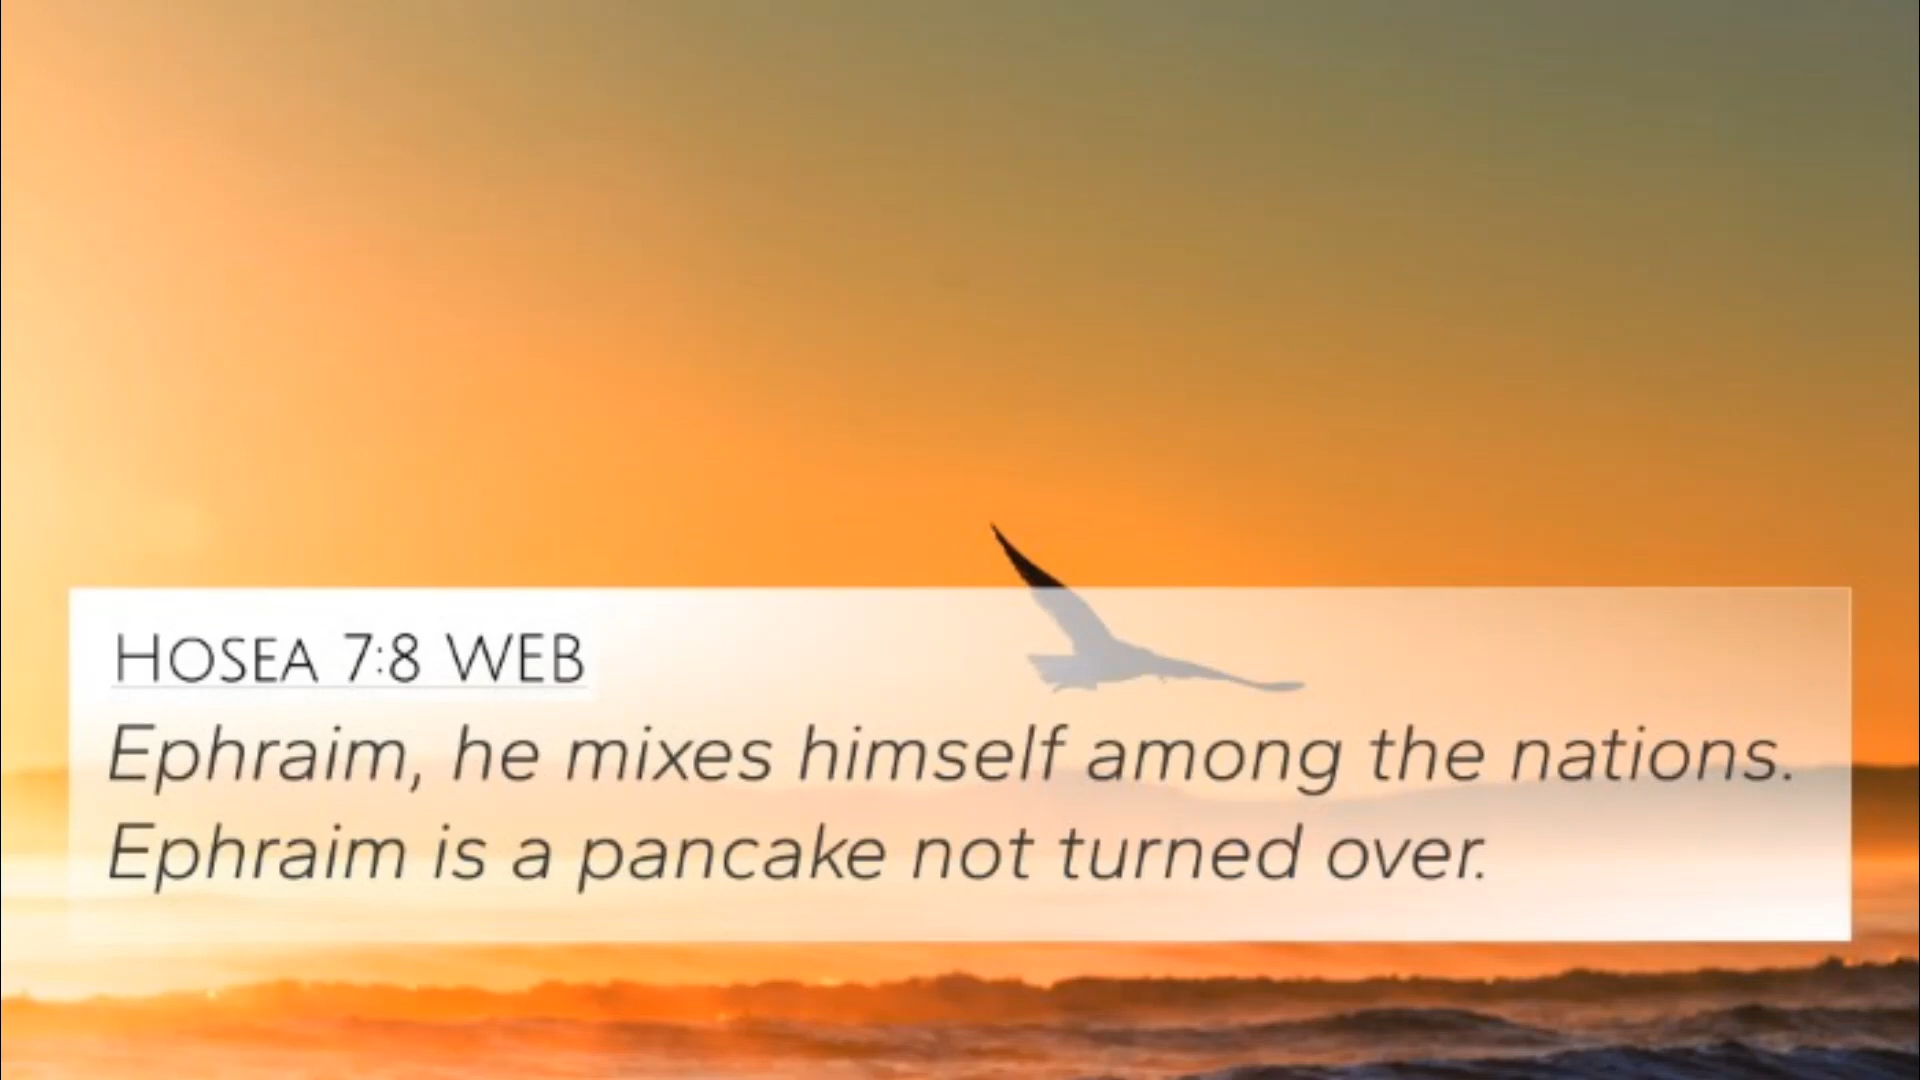 Hosea 7:8 WEB
Ephraim, he mixes himself among the nations.
Ephraim is a pancake not turned over.